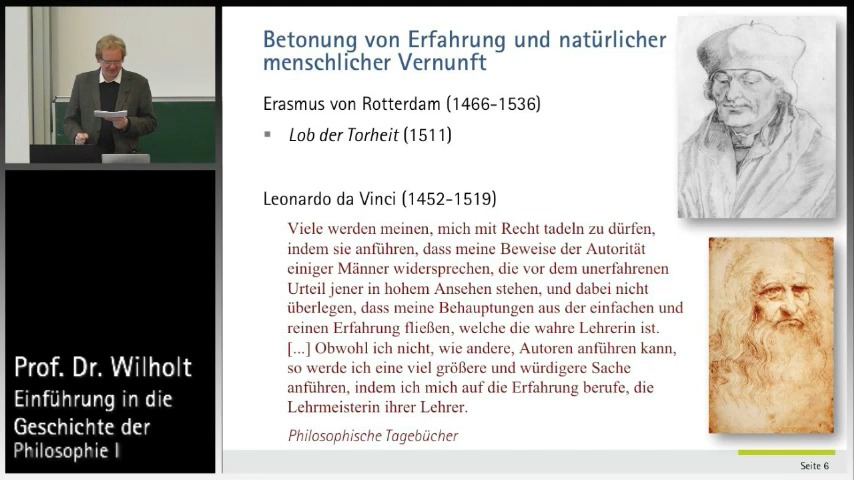 Betonung von Erfahrung und natürlicher
menschlicher Vernunft
Erasmus von Rotterdam (1466-1536)
Lob der Torheit (1511)
Leonardo da Vinci (1452-1519)
Viele werden meinen, mich mit Recht tadeln zu dürfen,
indem sie anführen, dass meine Beweise der Autorität
einiger Männer widersprechen, die vor dem unerfahrenen
Urteil jener in hohem Ansehen stehen, und dabei nicht
überlegen, dass meine Behauptungen aus der einfachen und
reinen Erfahrung fließen, welche die wahre Lehrerin ist.
[...] Obwohl ich nicht, wie andere, Autoren anführen kann,
so werde ich eine viel größere und würdigere Sache
anführen, indem ich mich auf die Erfahrung berufe, die
Lehrmeisterin ihrer Lehrer.
Philosophische Tagebücher
Seite 6
Prof. Dr. Wilholt
Einführung in die
Geschichte der
Philosophie I